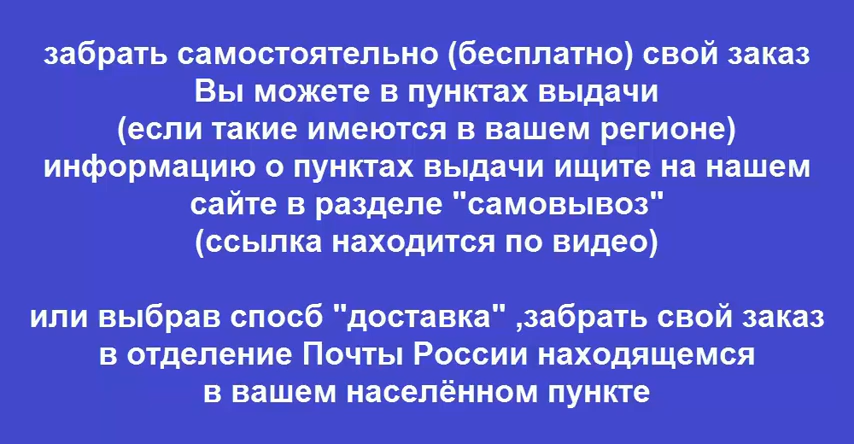 забрать самостоятельно (бесплатно) свой заказ
Вы можете в пунктах выдачи
(если такие имеются в вашем регионе)
информацию о пунктах выдачи ищите на нашем
сайте в разделе "самовывоз"
(ссылка находится по видео)
или выбрав спосб "доставка" ,забрать свой заказ
в отделение Почты России находящемся
в вашем населённом пункте